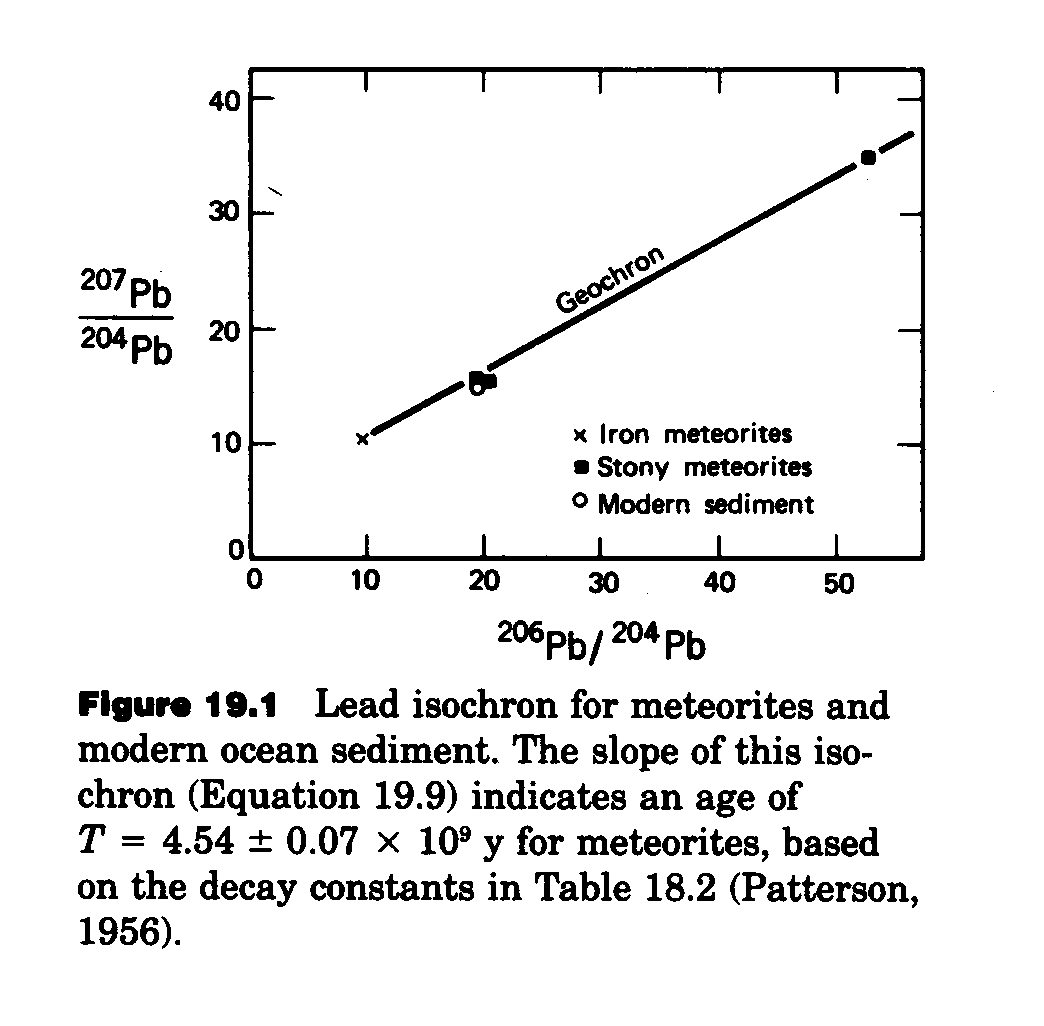 40
30
20
10
0
207Pb
204Pb
Geochron
x Iron meteorites
■ Stony meteorites
○ Modern sediment
0 10 20 30 40 50
206Pb/204Pb
Figure 19.1 Lead isochron for meteorites and
modern ocean sediment. The slope of this iso-
chron (Equation 19.9) indicates an age of
T = 4.54 ± 0.07 × 10⁹ y for meteorites, based
on the decay constants in Table 18.2 (Patterson,
1956).